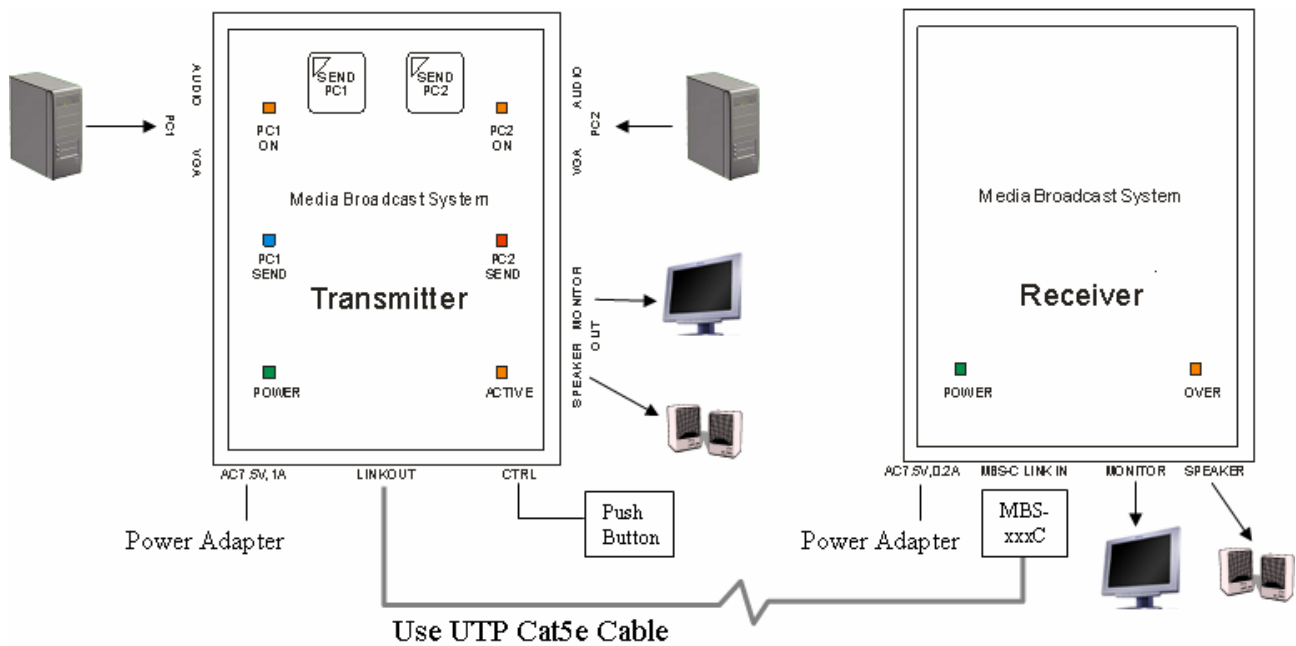 AUDIO
PC1
VGA
SEND
PC1
SEND
PC2
PC1
ON
PC2
ON
Media Broadcast System
PC1
SEND
PC2
SEND
Transmitter
POWER
ACTIVE
AUDIO
PC2
VGA
MONITOR
OUT
SPEAKER
AC7.5V,1A
LINKOUT
CTRL
Power Adapter
Push
Button
Media Broadcast System
Receiver
POWER
OVER
AC7.5V,0.2A
MBS-C LINK IN
MONITOR
SPEAKER
Power Adapter
MBS-
xxxC
Use UTP Cat5e Cable